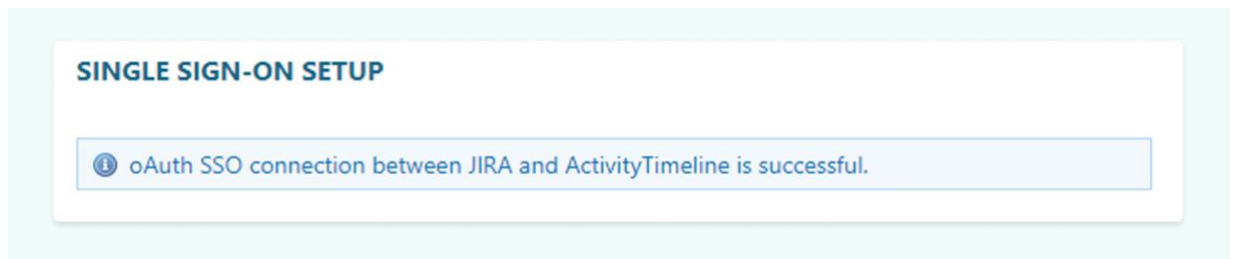 SINGLE SIGN-ON SETUP
oAuth SSO connection between JIRA and ActivityTimeline is successful.